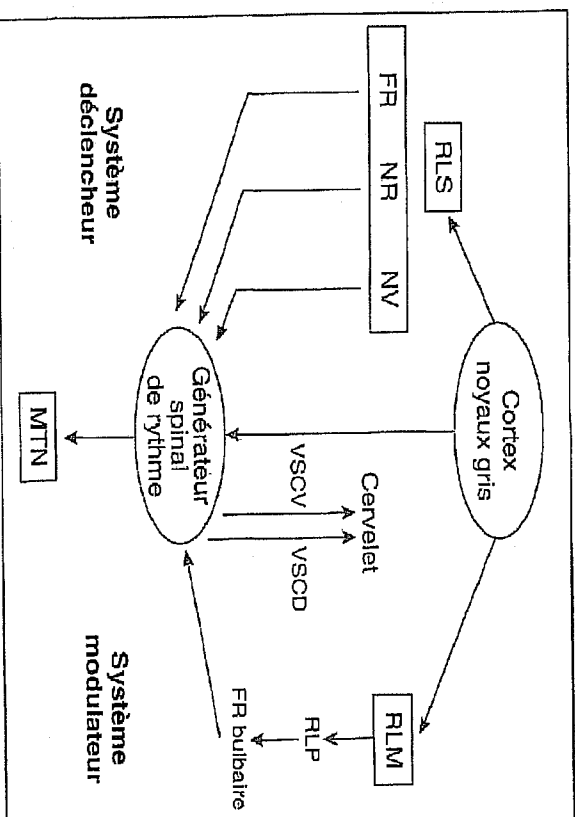 Cortex
noyaux gris
RLS
RLM
FR NR NV
Cervelet
RLP
VSCV
VSCD
FR bulbaire
Générateur
spinal
de rythme
Système
déclencheur
MTN
Système
modulateur